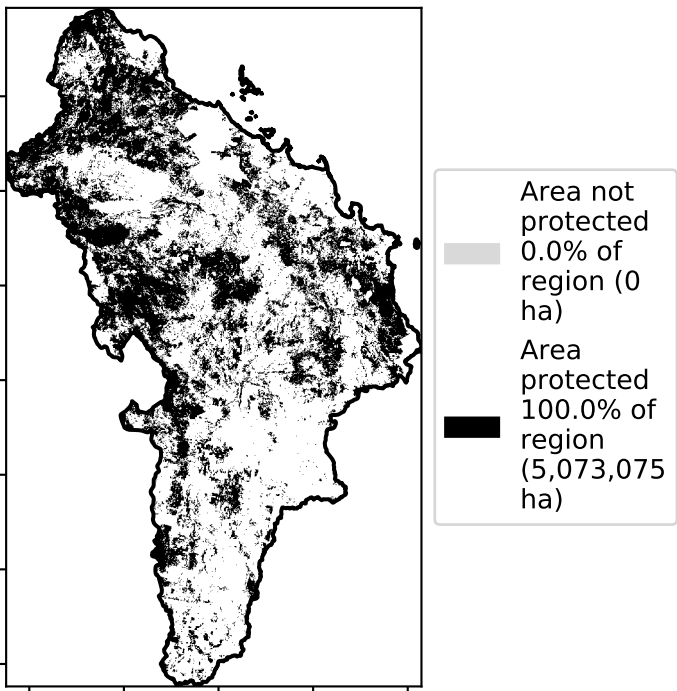 Area not
protected
0.0% of
region (0
ha)
Area
protected
100.0% of
region
(5,073,075
ha)